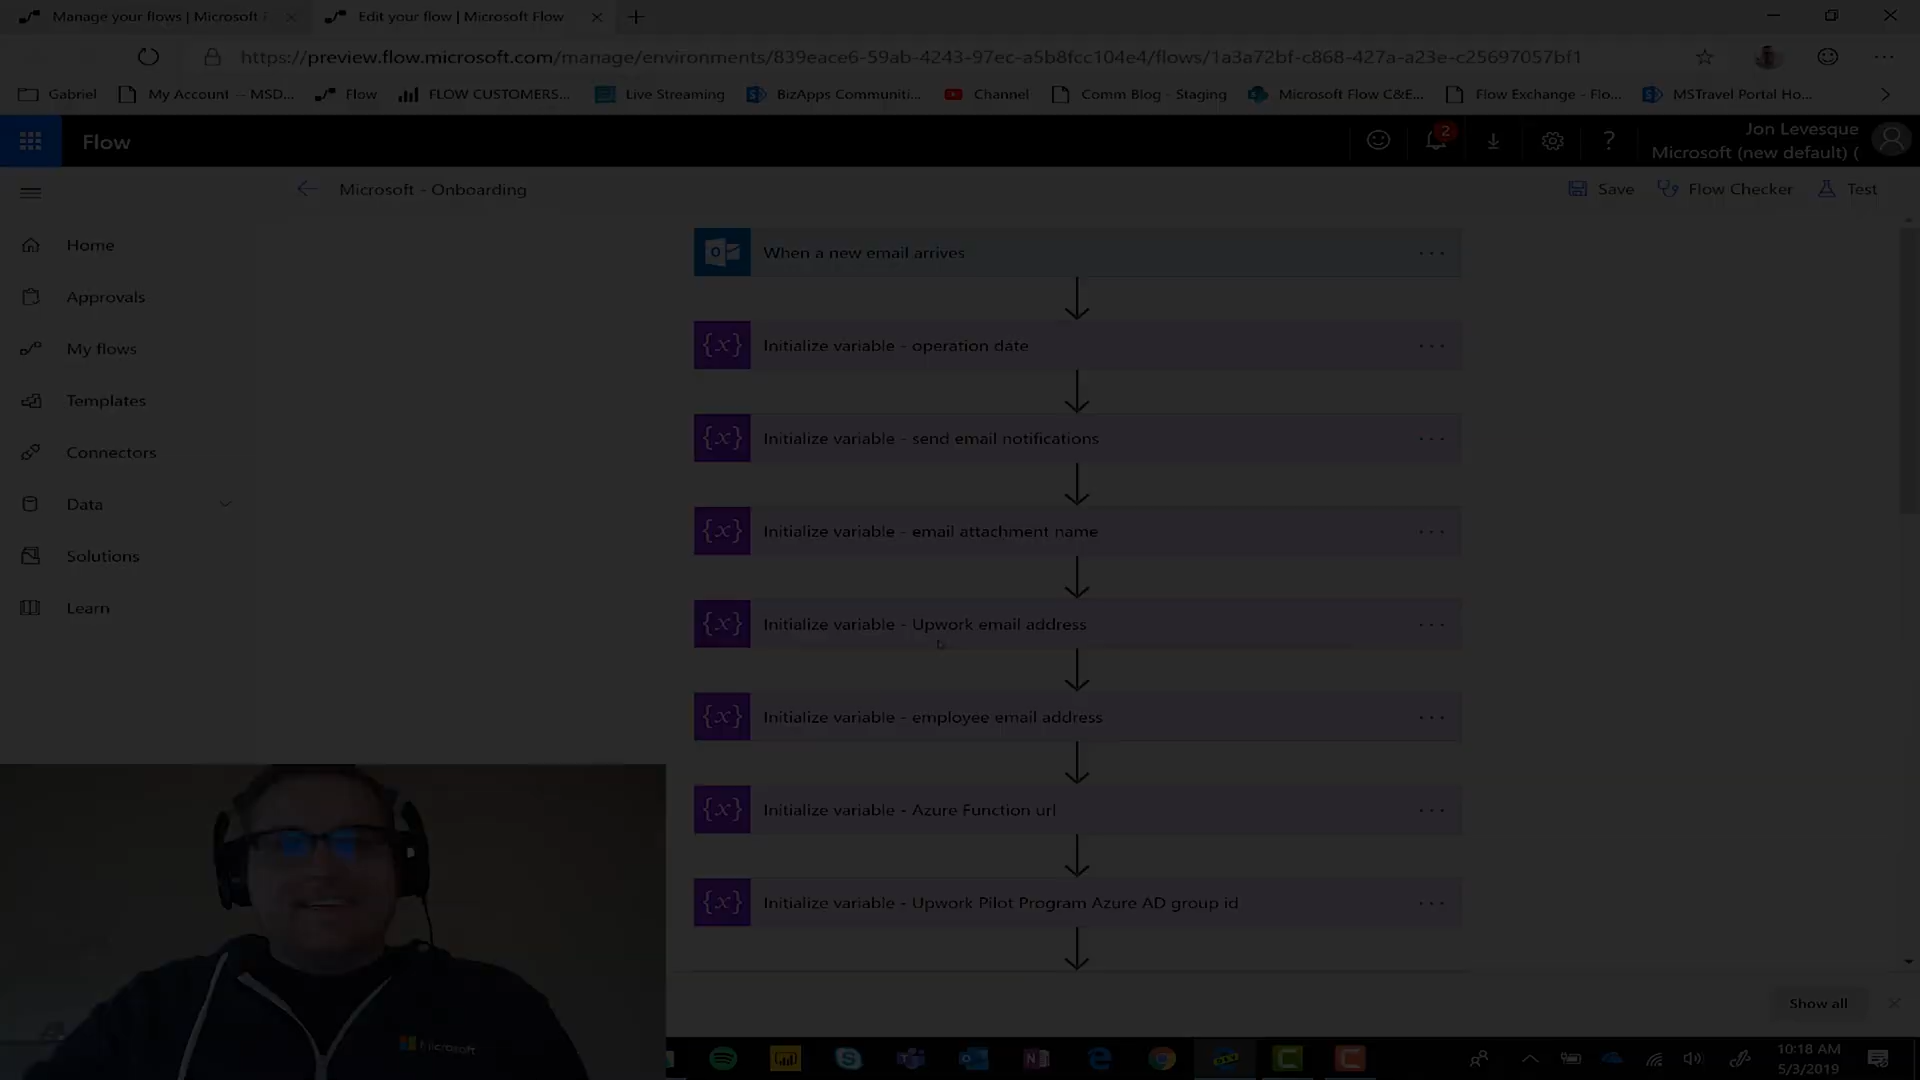 Manage your flows | Microsoft F
Edit your flow | Microsoft Flow
https://preview.flow.microsoft.com/manage/environments/839eace6-59ab-4243-97ec-a5b8fcc104e4/flows/1a3a72bf-c868-427a-a23e-c25697057bf1
Gabriel
My Account — MSD...
Flow
FLOW CUSTOMERS...
Live Streaming
BizApps Communiti...
Channel
Comm Blog - Staging
Microsoft Flow C&E...
Flow Exchange - Flo...
MSTravel Portal Ho...
Flow
2
?
Jon Levesque
Microsoft (new default) (
Microsoft - Onboarding
Save
Flow Checker
Test
Home
Approvals
My flows
Templates
Connectors
Data
Solutions
Learn
When a new email arrives
Initialize variable - operation date
Initialize variable - send email notifications
Initialize variable - email attachment name
Initialize variable - Upwork email address
Initialize variable - employee email address
Initialize variable - Azure Function url
Initialize variable - Upwork Pilot Program Azure AD group id
Microsoft
Show all
10:18 AM
5/3/2019